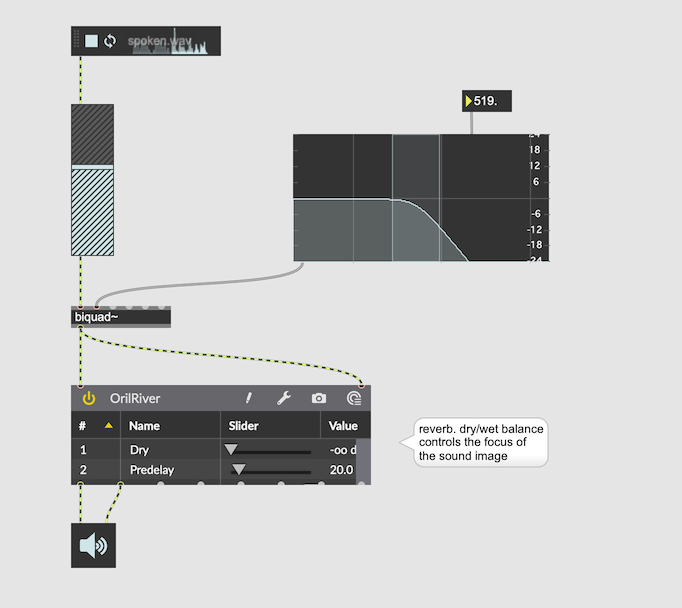 spoken.wav
519.
24
18
12
6
-6
-12
-18
-24
biquad~
OrilRiver
# Name Slider Value
1 Dry -oo d
2 Predelay 20.0
reverb. dry/wet balance
controls the focus of
the sound image